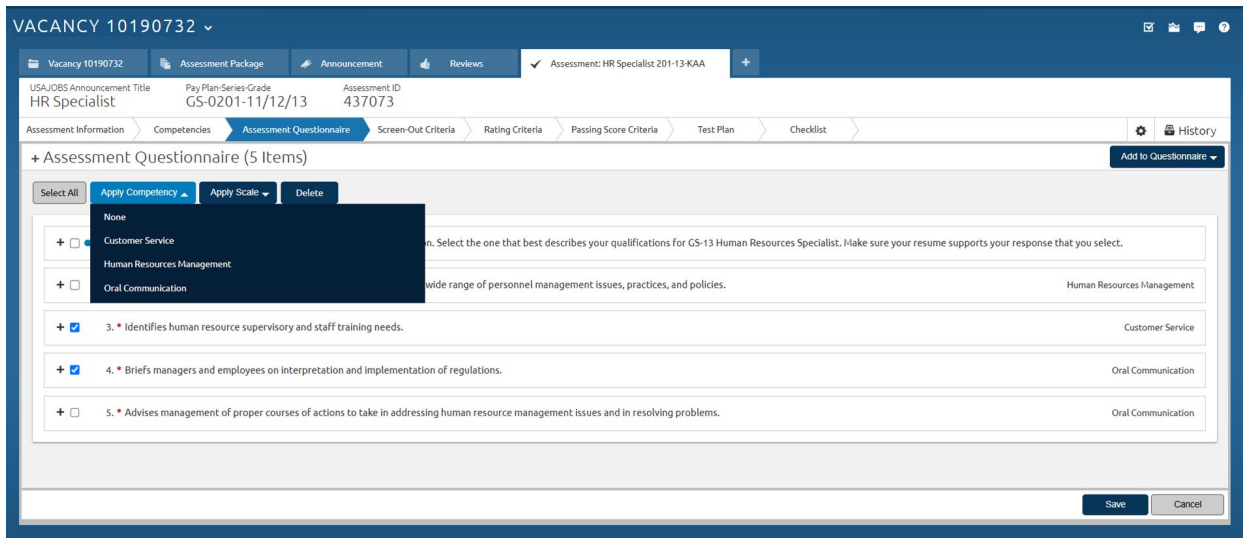 VACANCY 10190732
Vacancy 10190732
Assessment Package
Announcement
Reviews
Assessment: HR Specialist 201-13-KAA
+
USAJOBS Announcement Title
Pay Plan-Series-Grade
Assessment ID
HR Specialist
GS-0201-11/12/13
437073
Assessment Information
Competencies
Assessment Questionnaire
Screen-Out Criteria
Rating Criteria
Passing Score Criteria
Test Plan
Checklist
History
+ Assessment Questionnaire (5 Items)
Add to Questionnaire
Select All
Apply Competency
Apply Scale
Delete
None
Customer Service
Human Resources Management
Oral Communication
+ n. Select the one that best describes your qualifications for GS-13 Human Resources Specialist. Make sure your resume supports your response that you select.
+ wide range of personnel management issues, practices, and policies.
Human Resources Management
+ 3. * Identifies human resource supervisory and staff training needs.
Customer Service
+ 4. * Briefs managers and employees on interpretation and implementation of regulations.
Oral Communication
+ 5. * Advises management of proper courses of actions to take in addressing human resource management issues and in resolving problems.
Oral Communication
Save
Cancel